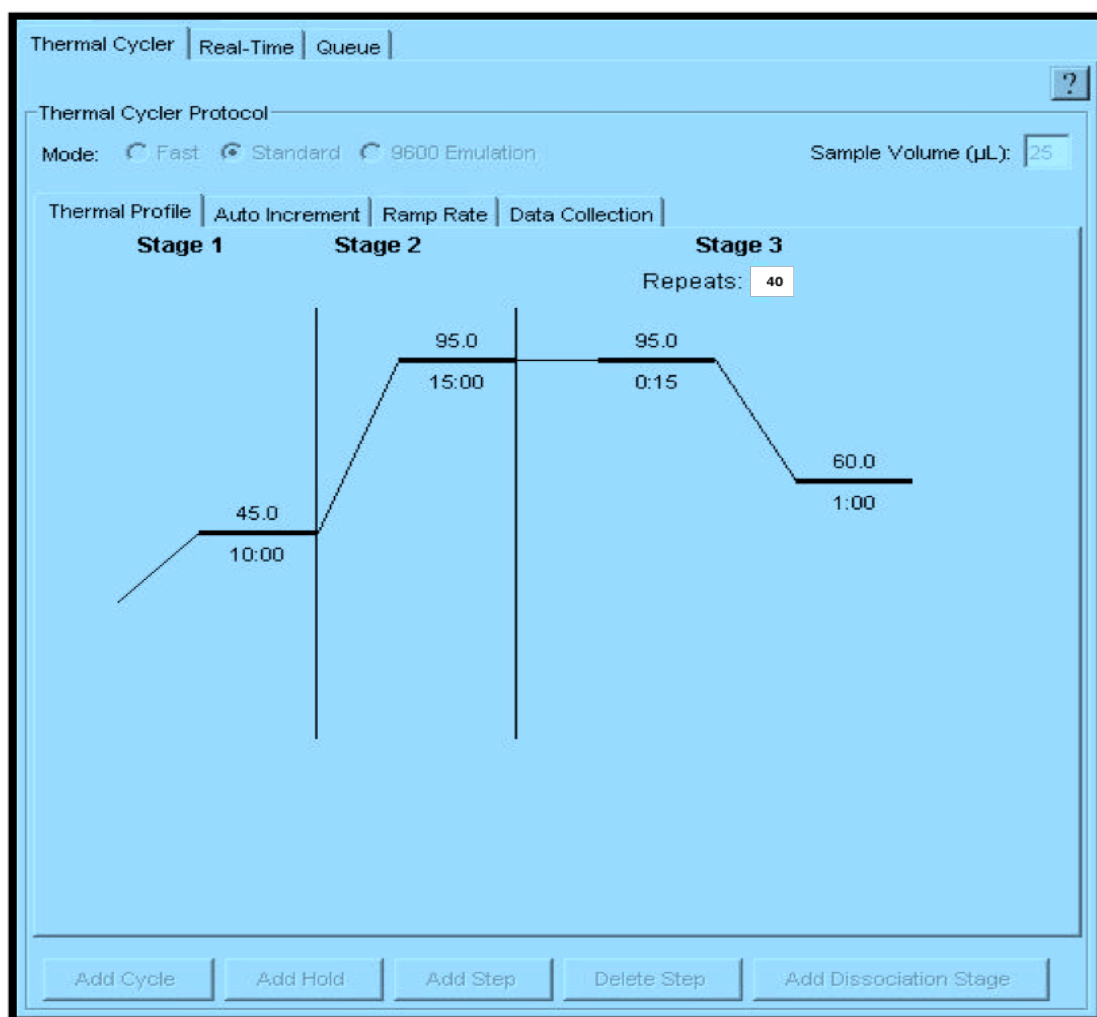 Thermal Cycler Real-Time Queue
?
Thermal Cycler Protocol
Mode: Fast Standard 9600 Emulation Sample Volume (µL): 25
Thermal Profile Auto Increment Ramp Rate Data Collection
Stage 1 Stage 2 Stage 3
Repeats: 40
95.0 95.0
15:00 0:15
60.0
1:00
45.0
10:00
Add Cycle Add Hold Add Step Delete Step Add Dissociation Stage